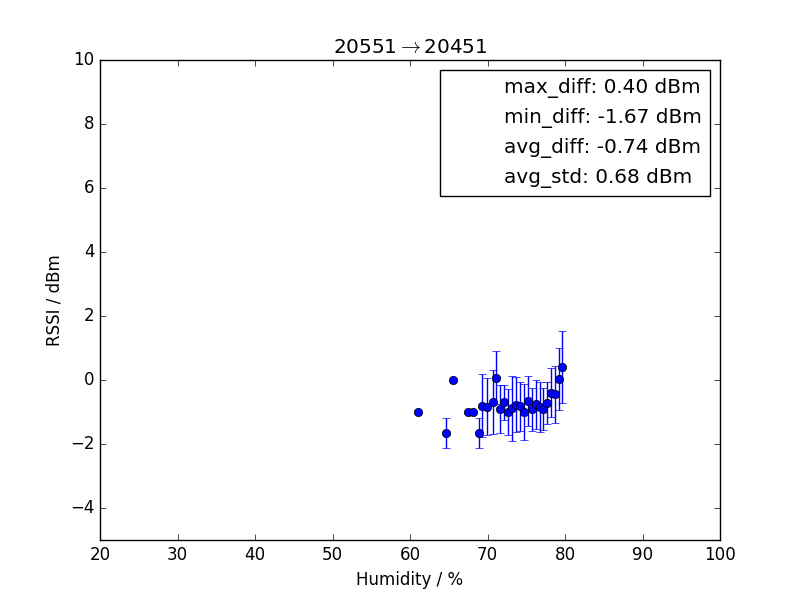 20551→20451
max_diff: 0.40 dBm
min_diff: -1.67 dBm
avg_diff: -0.74 dBm
avg_std: 0.68 dBm
10
8
6
4
2
0
−2
−4
RSSI / dBm
20 30 40 50 60 70 80 90 100
Humidity / %